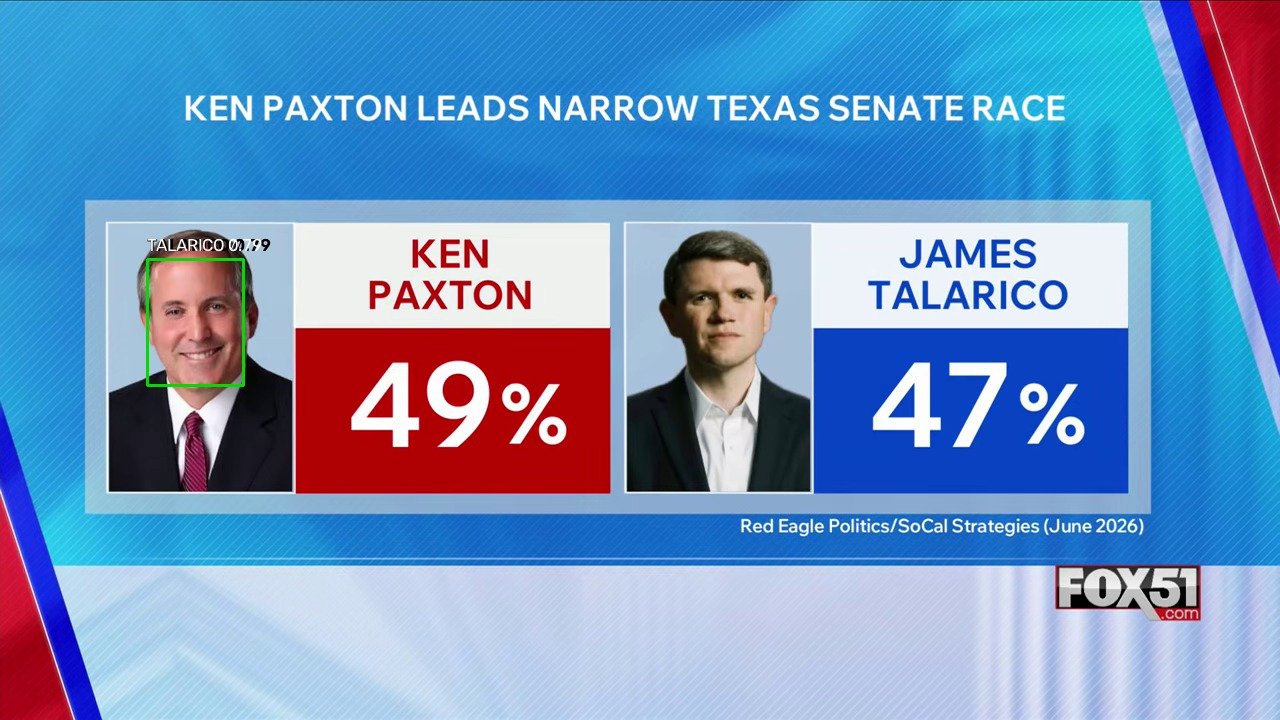 KEN PAXTON LEADS NARROW TEXAS SENATE RACE
TALARICO
KEN
PAXTON
49%
JAMES
TALARICO
47%
Red Eagle Politics/SoCal Strategies (June 2026)
FOX51
.com